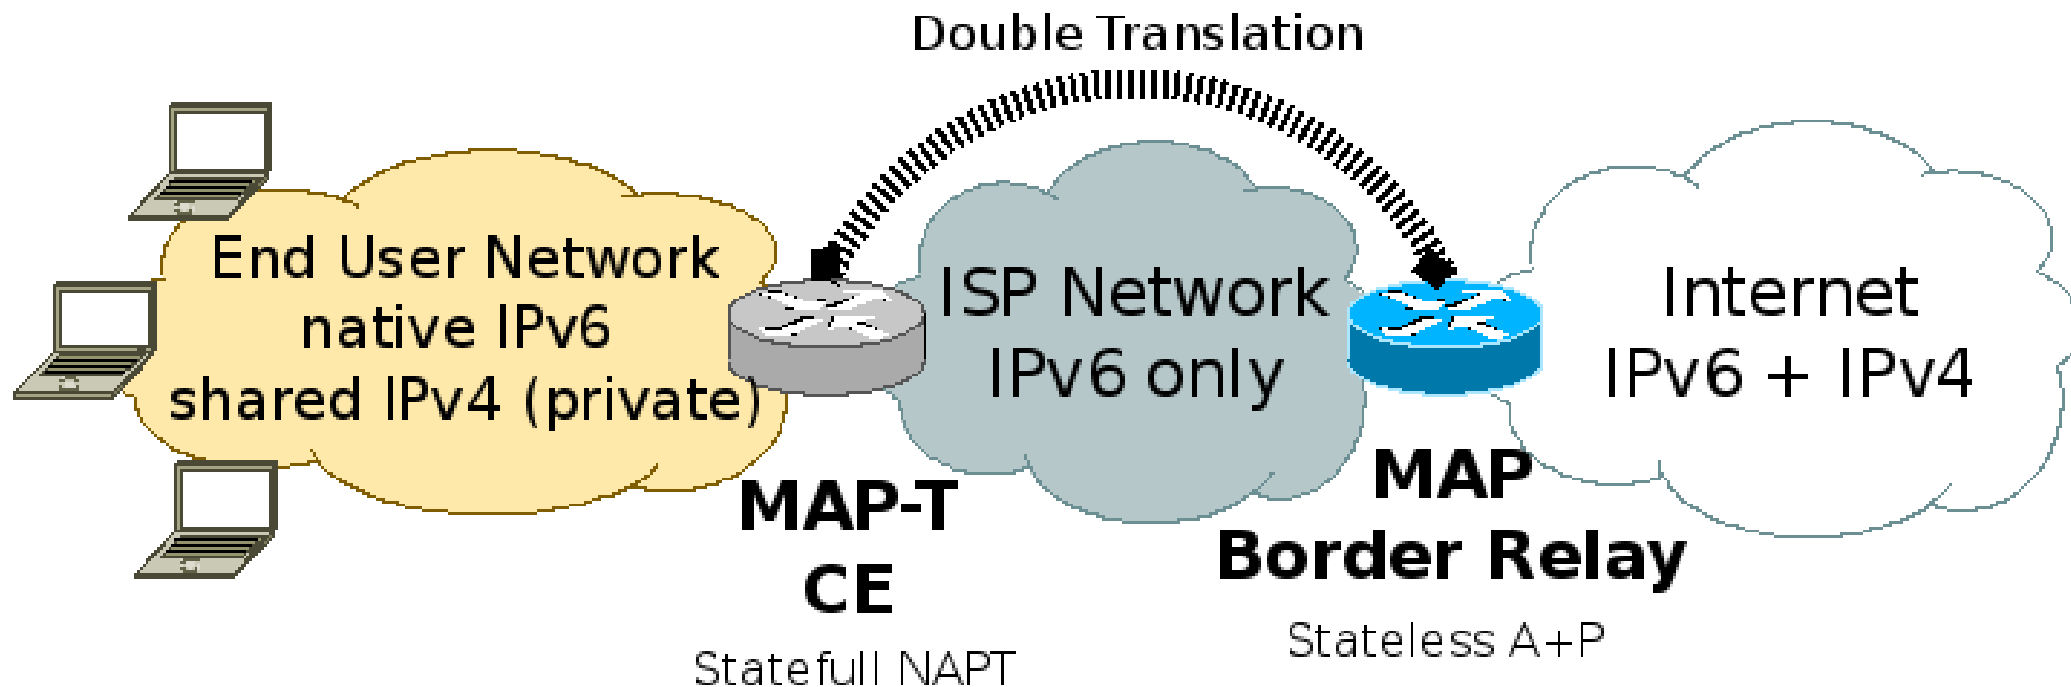 Double Translation
End User Network
native IPv6
shared IPv4 (private)
ISP Network
IPv6 only
Internet
IPv6 + IPv4
MAP-T
CE
Statefull NAPT
MAP
Border Relay
Stateless A+P